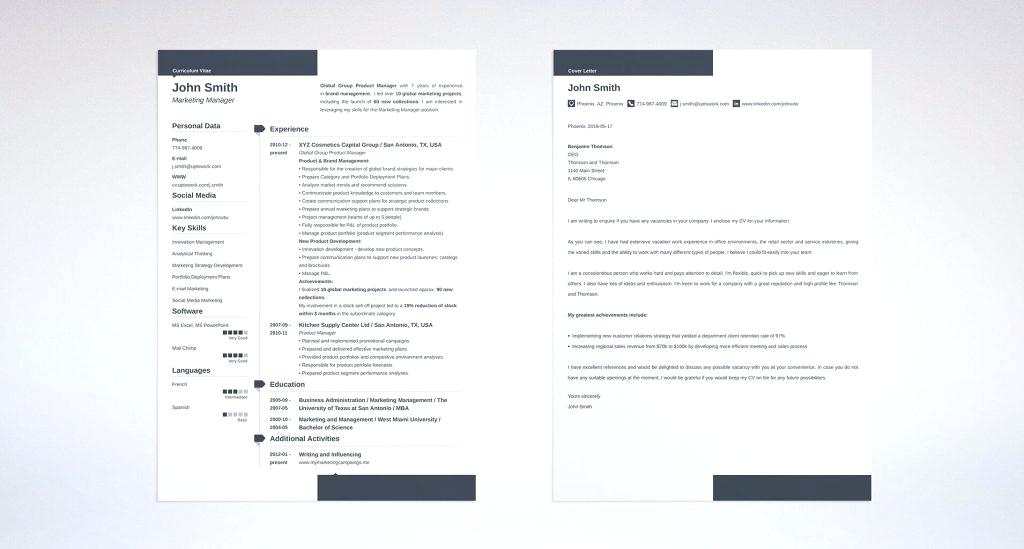 Curriculum Vitae
John Smith
Marketing Manager
Global Group Product Manager with 7 years of experience
in brand management. I led over 10 global marketing projects,
including the launch of 60 new collections. I am interested in
leveraging my skills for the Marketing Manager position.
Personal Data
Phone
774-987-4009
E-mail
j.smith@uptowork.com
WWW
cv.uptowork.com/j.smith
Social Media
LinkedIn
www.linkedin.com/johnutw
Key Skills
Innovation Management
Analytical Thinking
Marketing Strategy Development
Portfolio Deployment Plans
E-mail Marketing
Social Media Marketing
Software
MS Excel, MS PowerPoint
Very Good
Mail Chimp
Very Good
Languages
French
Intermediate
Spanish
Basic
Experience
2010-12 - present
XYZ Cosmetics Capital Group / San Antonio, TX, USA
Global Group Product Manager
Product & Brand Management:
• Responsible for the creation of global brand strategies for major clients.
• Prepare Category and Portfolio Deployment Plans.
• Analyze market trends and recommend solutions.
• Communicate product knowledge to customers and team members.
• Create communication support plans for strategic product collections.
• Prepare annual marketing plans to support strategic brands.
• Project management (teams of up to 5 people).
• Fully responsible for P&L of product portfolio.
• Manage product portfolio (product segment performance analysis).
New Product Development:
• Innovation development - develop new product concepts.
• Prepare communication plans to support new product launches: catalogs
and brochures.
• Manage P&L.
Achievements:
I finalized 10 global marketing projects, and launched approx. 90 new
collections.
My involvement in a stock sell-off project led to a 19% reduction of stock
within 3 months in the subordinate category.
2007-09 - 2010-11
Kitchen Supply Center Ltd / San Antonio, TX, USA
Product Manager
• Planned and implemented promotional campaigns.
• Prepared and delivered effective marketing plans.
• Provided product portfolios and competitive environment analyses.
• Responsible for product portfolio forecasts.
• Prepared product segment performance analyses.
Education
2005-09 - 2007-05
Business Administration / Marketing Management / The
University of Texas at San Antonio / MBA
2000-10 - 2004-05
Marketing and Management / West Miami University /
Bachelor of Science
Additional Activities
2012-01 - present
Writing and Influencing
www.mymarketingcampaings.me
Cover Letter
John Smith
Phoenix, AZ, Phoenix 774-987-4009 j.smith@uptowork.com www.linkedin.com/johnutw
Phoenix, 2016-05-17
Benjamin Thomson
CEO
Thomson and Thomson
1140 Main Street
IL 60605 Chicago
Dear Mr Thomson
I am writing to enquire if you have any vacancies in your company. I enclose my CV for your information.
As you can see, I have had extensive vacation work experience in office environments, the retail sector and service industries, giving
me varied skills and the ability to work with many different types of people. I believe I could fit easily into your team.
I am a conscientious person who works hard and pays attention to detail. I'm flexible, quick to pick up new skills and eager to learn from
others. I also have lots of ideas and enthusiasm. I'm keen to work for a company with a great reputation and high profile like Thomson
and Thomson.
My greatest achievements include:
• Implementing new customer relations strategy that yielded a department client retention rate of 97%
• Increasing regional sales revenue from $70k to $100k by developing more efficient meeting and sales process
I have excellent references and would be delighted to discuss any possible vacancy with you at your convenience. In case you do not
have any suitable openings at the moment, I would be grateful if you would keep my CV on file for any future possibilities.
Yours sincerely
John Smith